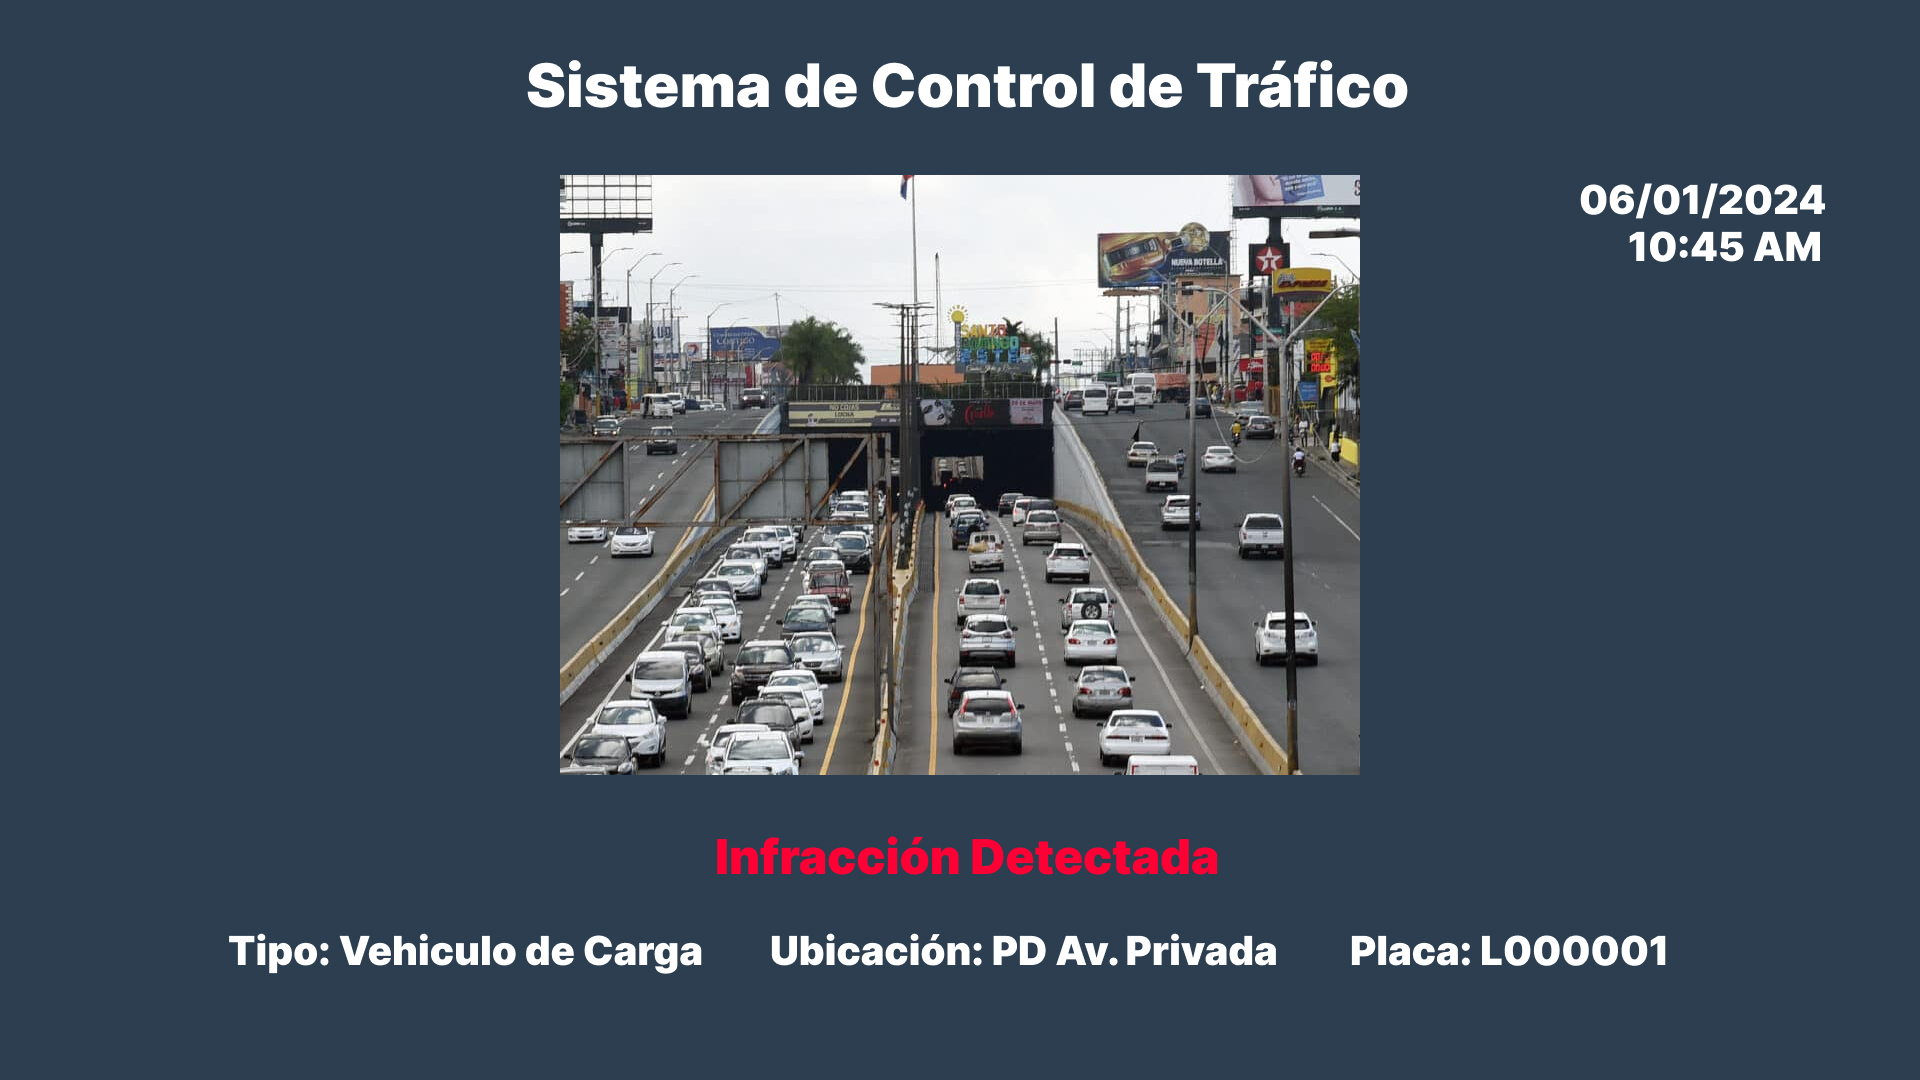 Sistema de Control de Tráfico
06/01/2024
10:45 AM
NUEVA BOTELLA
SANTO
DOMINGO
ESTE
Infracción Detectada
Tipo: Vehiculo de Carga
Ubicación: PD Av. Privada
Placa: L000001